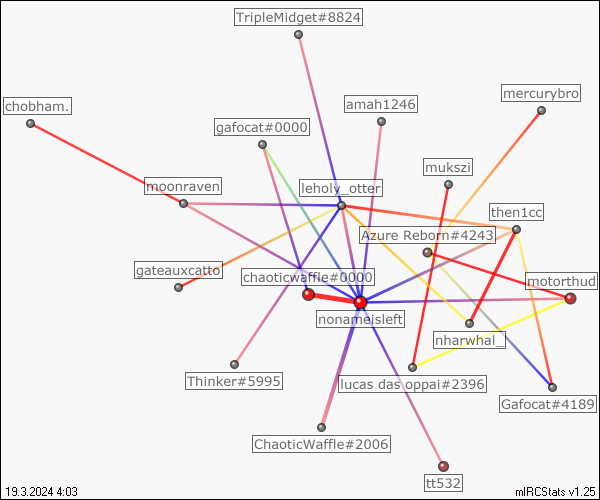 TripleMidget#8824
mercurybro
chobham.
amah1246
gafocat#0000
mukszi
moonraven
leholy_otter
then1cc
Azure Reborn#4243
gateauxcatto
chaoticwaffle#0000
motorthud
nonameisleft
nharwhal_
Thinker#5995
lucas das oppai#2396
Gafocat#4189
ChaoticWaffle#2006
tt532
19.3.2024 4:03
mIRCStats v1.25